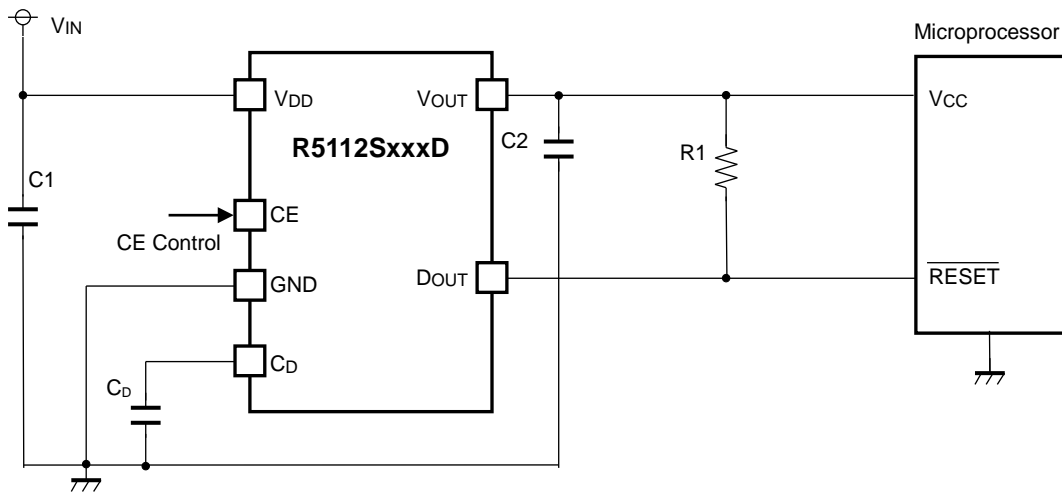 VIN
Microprocessor
VDD
VOUT
VCC
R5112SxxxD
C2
R1
C1
CE
CE Control
GND
DOUT
RESET
CD
CD